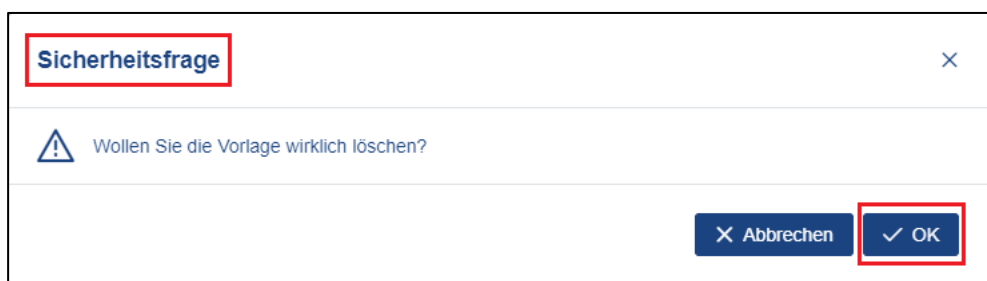 Sicherheitsfrage
Wollen Sie die Vorlage wirklich löschen?
Abbrechen
OK